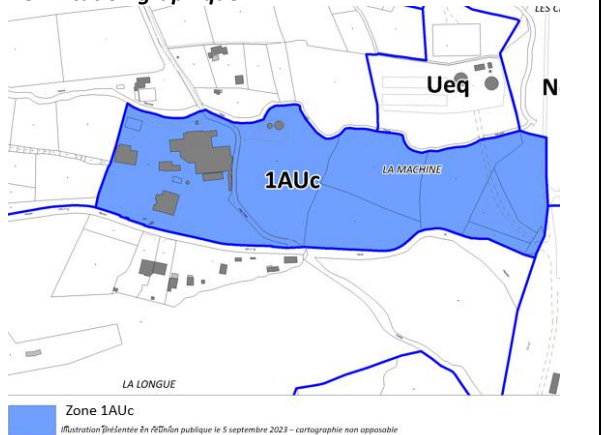 LES C
Ueq
N
LA MACHINE
1AUc
LA LONGUE
Zone 1AUc
Illustration présentée en réunion publique le 5 septembre 2023 – cartographie non opposable